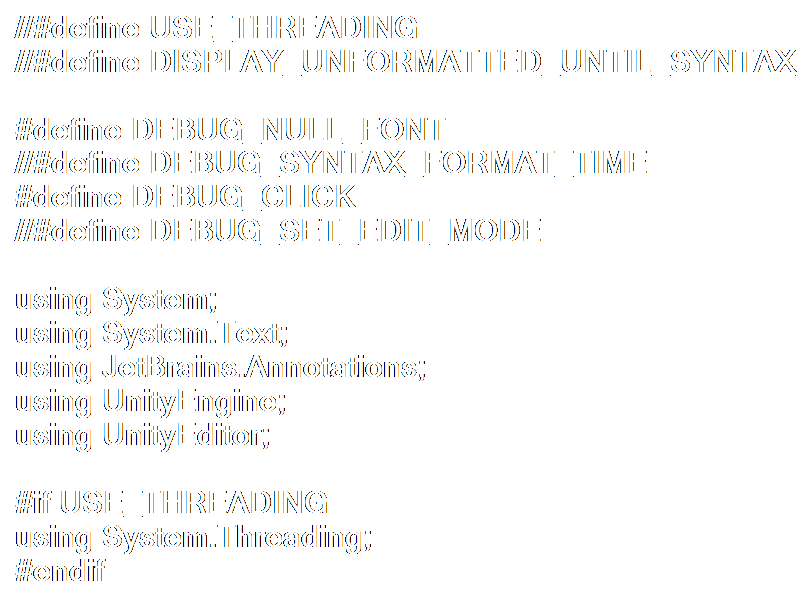 //#define USE_THREADING
//#define DISPLAY_UNFORMATTED_UNTIL_SYNTAX
#define DEBUG_NULL_FONT
//#define DEBUG_SYNTAX_FORMAT_TIME
#define DEBUG_CLICK
//#define DEBUG_SET_EDIT_MODE
using System;
using System.Text;
using JetBrains.Annotations;
using UnityEngine;
using UnityEditor;
#if USE_THREADING
using System.Threading;
#endif